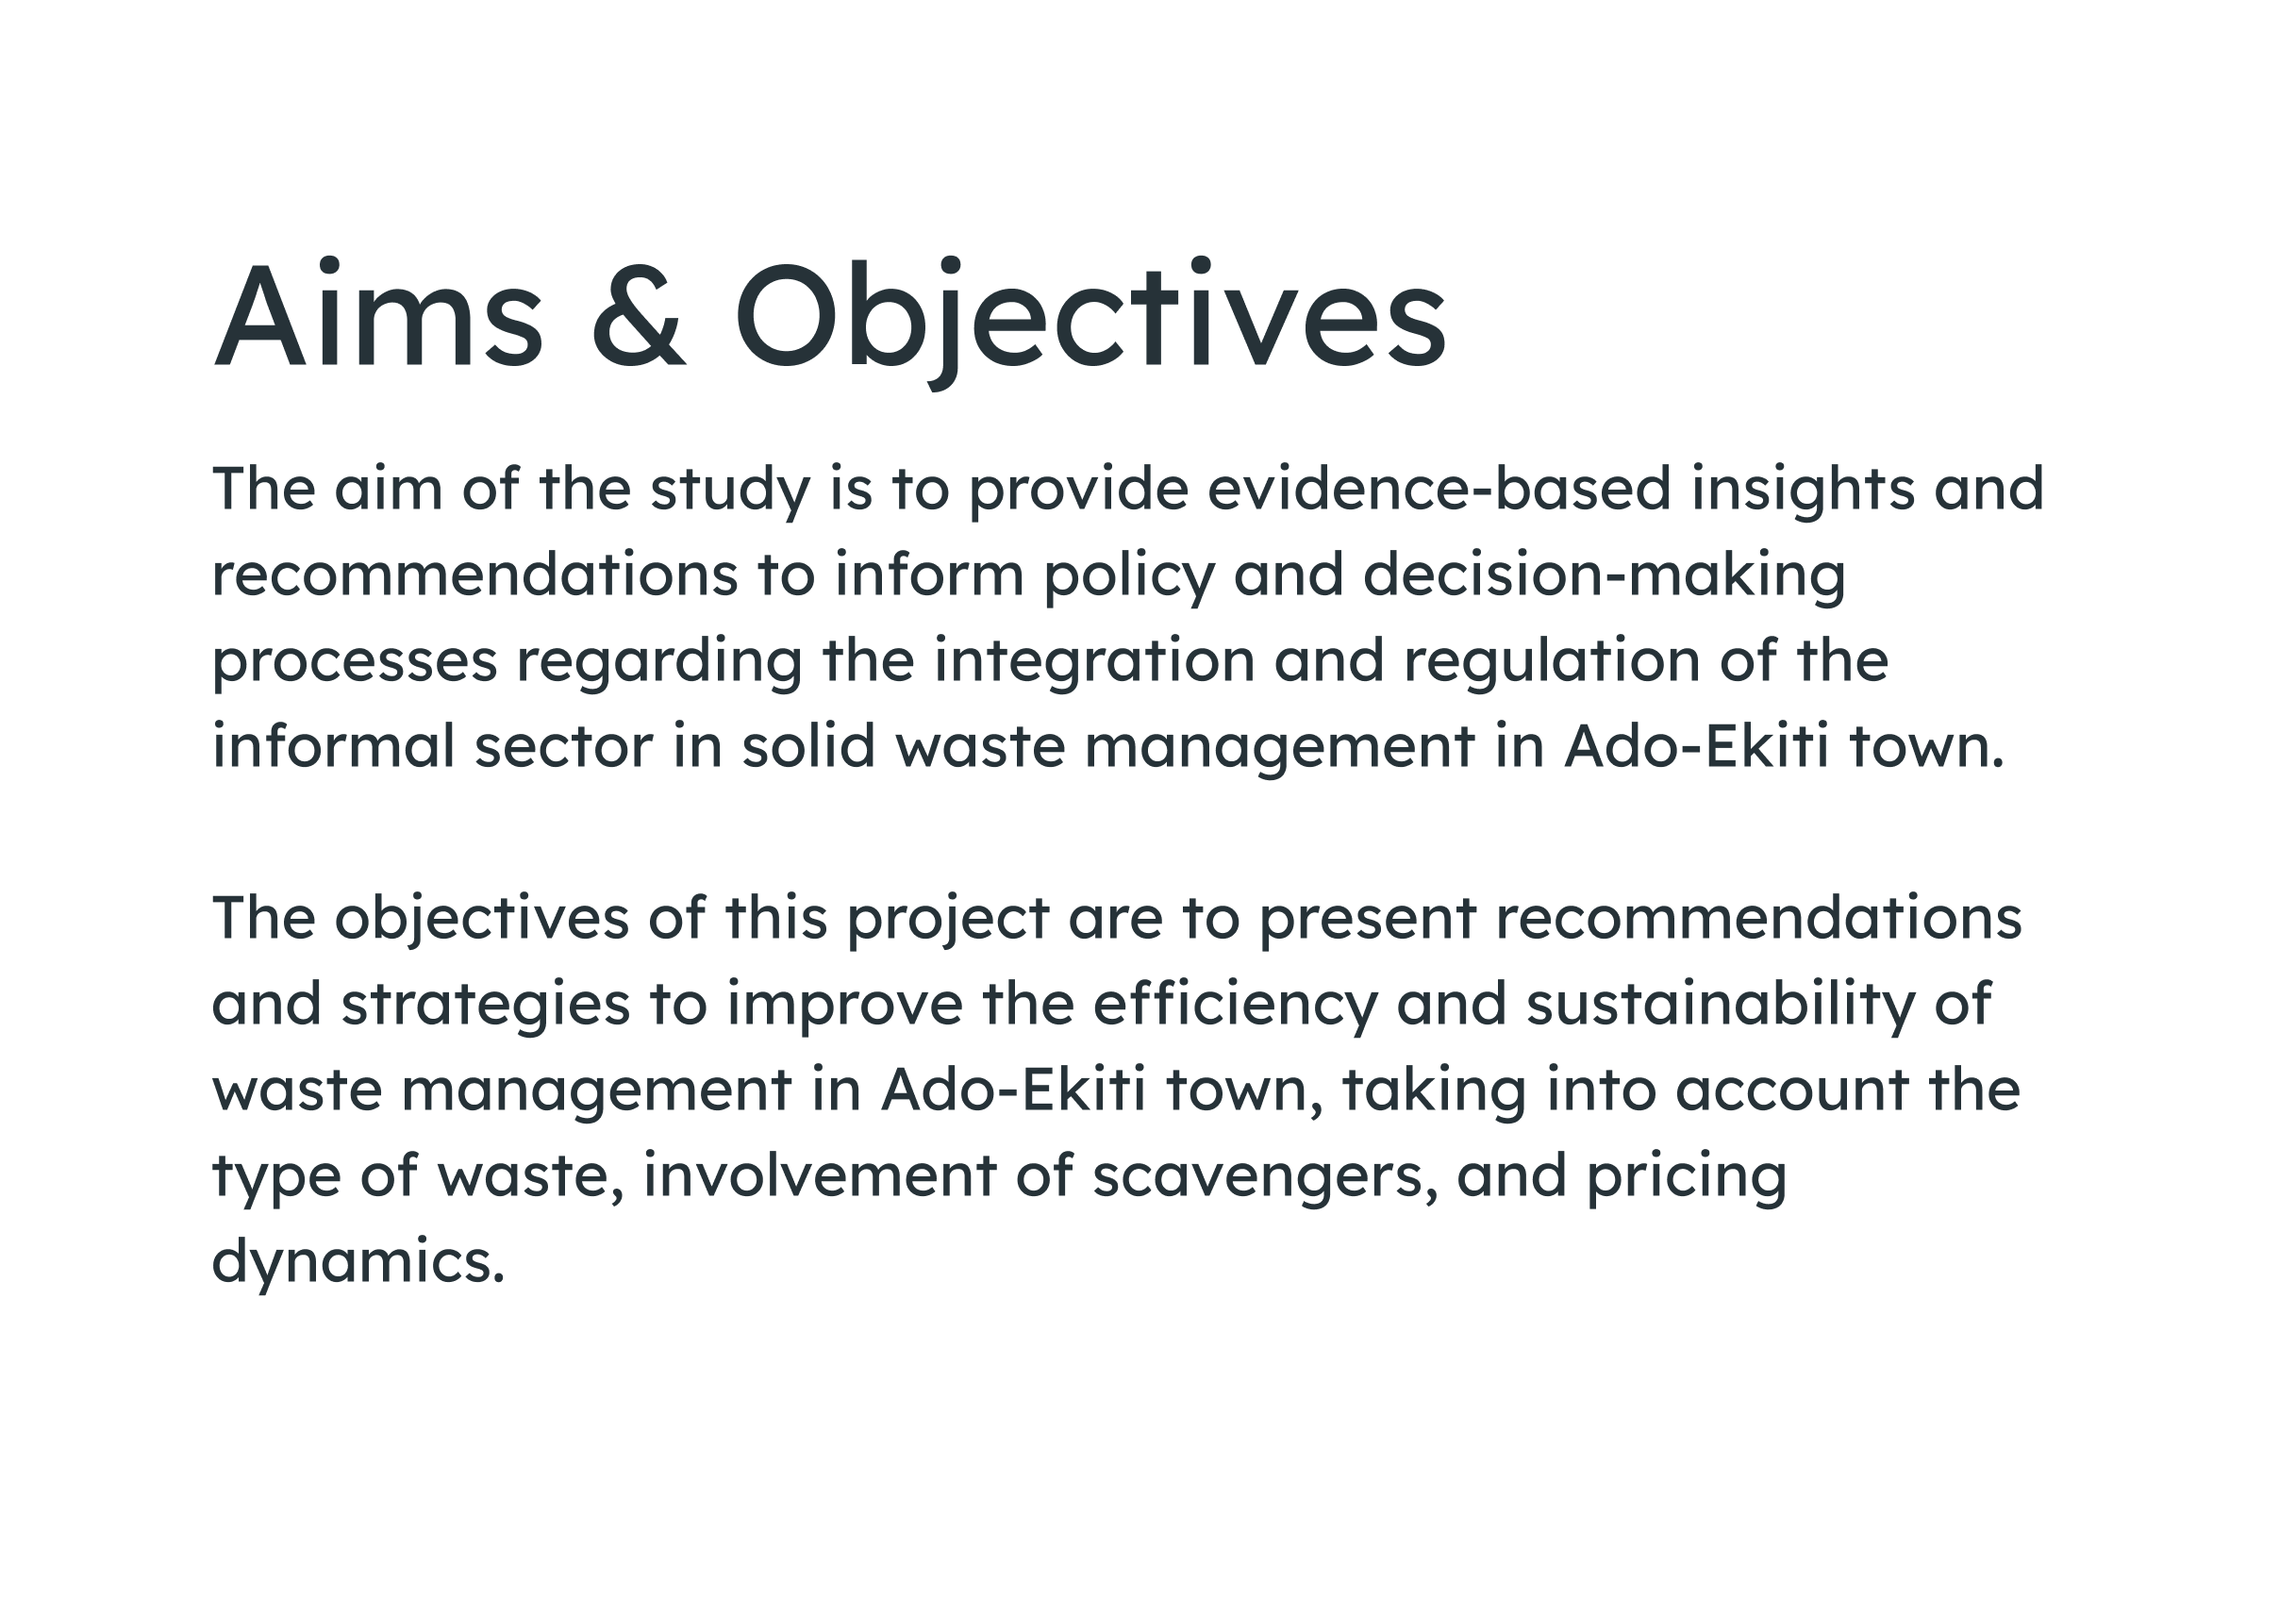 Aims & Objectives
The aim of the study is to provide evidence-based insights and
recommendations to inform policy and decision-making
processes regarding the integration and regulation of the
informal sector in solid waste management in Ado-Ekiti town.
The objectives of this project are to present recommendations
and strategies to improve the efficiency and sustainability of
waste management in Ado-Ekiti town, taking into account the
type of waste, involvement of scavengers, and pricing
dynamics.